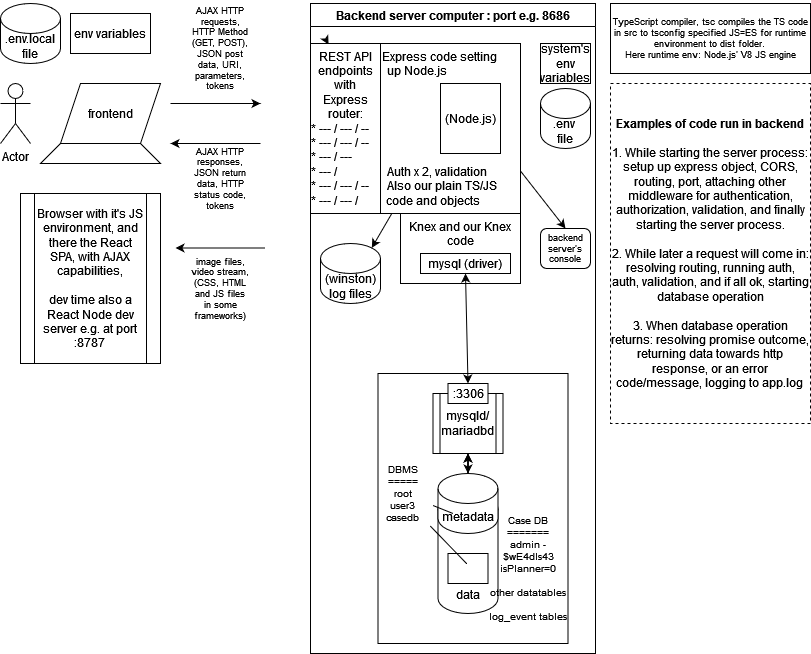 .env.local
file
env variables
AJAX HTTP
requests,
HTTP Method
(GET, POST),
JSON post
data, URI,
parameters,
tokens
Actor
frontend
AJAX HTTP
responses,
JSON return
data, HTTP
status code,
tokens
Browser with it's JS
environment, and
there the React
SPA, with AJAX
capabilities,
dev time also a
React Node dev
server e.g. at port
:8787
image files,
video stream,
(CSS, HTML
and JS files
in some
frameworks)
Backend server computer : port e.g. 8686
REST API
endpoints
with
Express
router:
* --- / --- / --
* --- / --- / --
* --- / ---
* --- /
* --- / --- /
* --- / --- /
Express code setting
up Node.js
(Node.js)
Auth x 2, validation
Also our plain TS/JS
code and objects
system's
env
variables
.env
file
Knex and our Knex
code
mysql (driver)
(winston)
log files
backend
server's
console
:3306
mysqld/
mariadbd
DBMS
=====
root
user3
casedb
metadata
data
Case DB
=======
admin -
$wE4dls43
isPlanner=0
other datatables
log_event tables
TypeScript compiler, tsc compiles the TS code
in src to tsconfig specified JS=ES for runtime
environment to dist folder.
Here runtime env: Node.js' V8 JS engine
Examples of code run in backend
1. While starting the server process:
setup up express object, CORS,
routing, port, attaching other
middleware for authentication,
authorization, validation, and finally
starting the server process.
2. While later a request will come in:
resolving routing, running auth,
auth, validation, and if all ok, starting
database operation
3. When database operation
returns: resolving promise outcome,
returning data towards http
response, or an error
code/message, logging to app.log